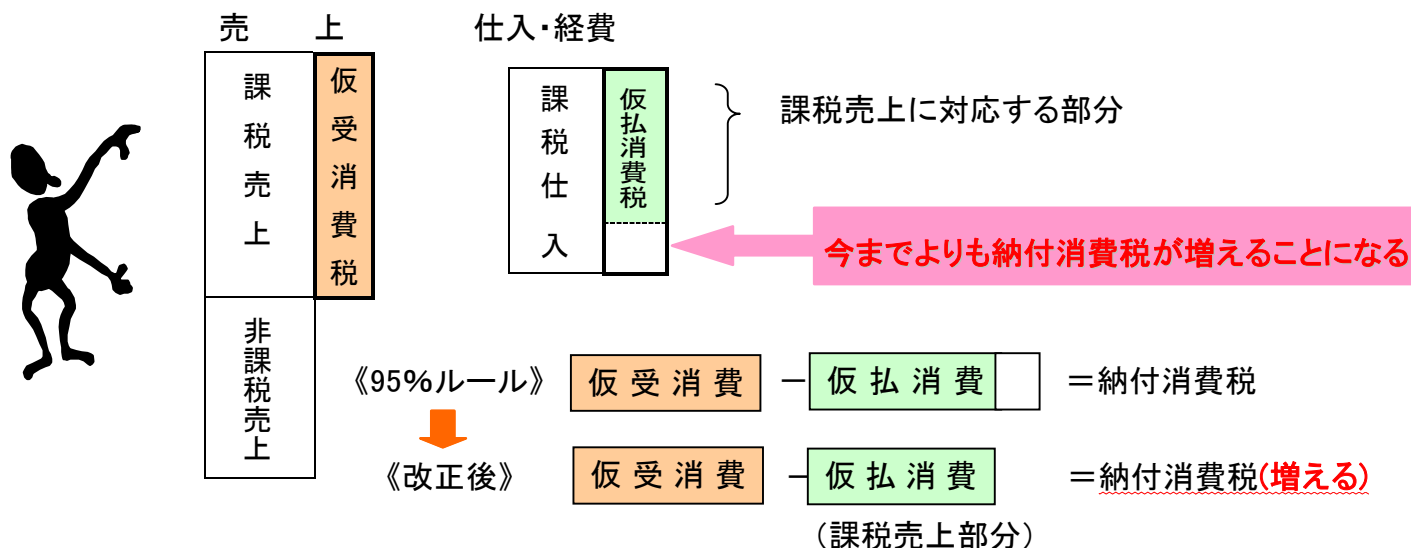 売 上
仕入・経費
課税売上
仮受消費税
課税仕入
仮払消費税
課税売上に対応する部分
今までよりも納付消費税が増えることになる
非課税売上
《95%ルール》 仮受消費 － 仮払消費 ＝納付消費税
《改正後》 仮受消費 － 仮払消費 ＝納付消費税(増える)
（課税売上部分）